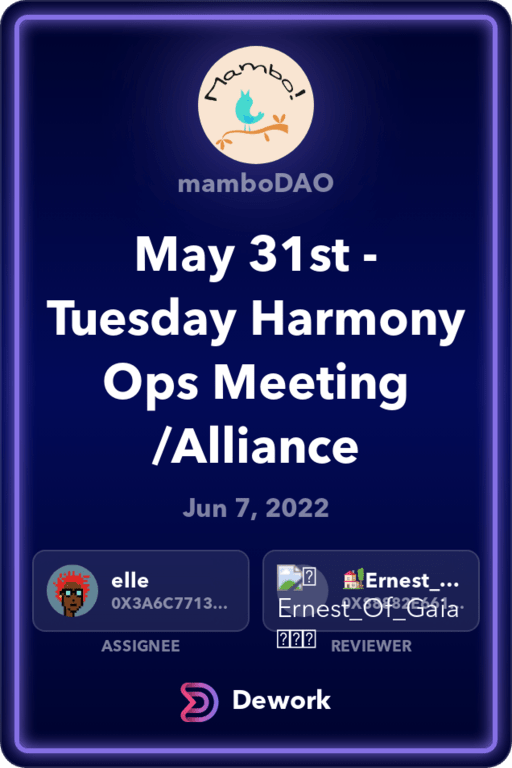 Mambo!
mamboDAO
May 31st -
Tuesday Harmony
Ops Meeting
/Alliance
Jun 7, 2022
elle
0X3A6C7713...
ASSIGNEE
🏡Ernest_...
Ernest_Of_Gaia
REVIEWER
Dework